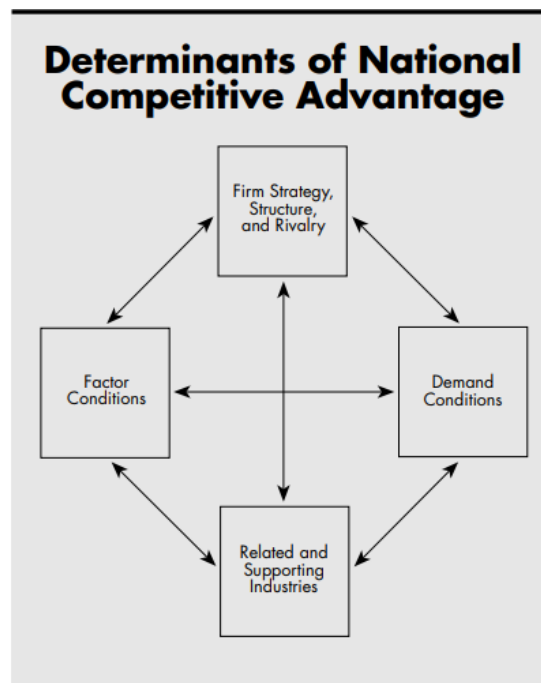 Determinants of National
Competitive Advantage
Firm Strategy,
Structure,
and Rivalry
Factor
Conditions
Demand
Conditions
Related and
Supporting
Industries